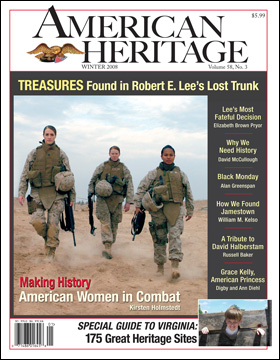 $5.99
AMERICAN
HERITAGE
WINTER 2008
Volume 58, No. 3
TREASURES Found in Robert E. Lee's Lost Trunk
Lee's Most
Fateful Decision
Elizabeth Brown Pryor
Why We
Need History
David McCullough
Black Monday
Alan Greenspan
How We Found
Jamestown
William M. Kelso
A Tribute to
David Halberstam
Russell Baker
Grace Kelly,
American Princess
Digby and Ann Diehl
Making History
American Women in Combat
Kirsten Holmstedt
SPECIAL GUIDE TO VIRGINIA:
175 Great Heritage Sites